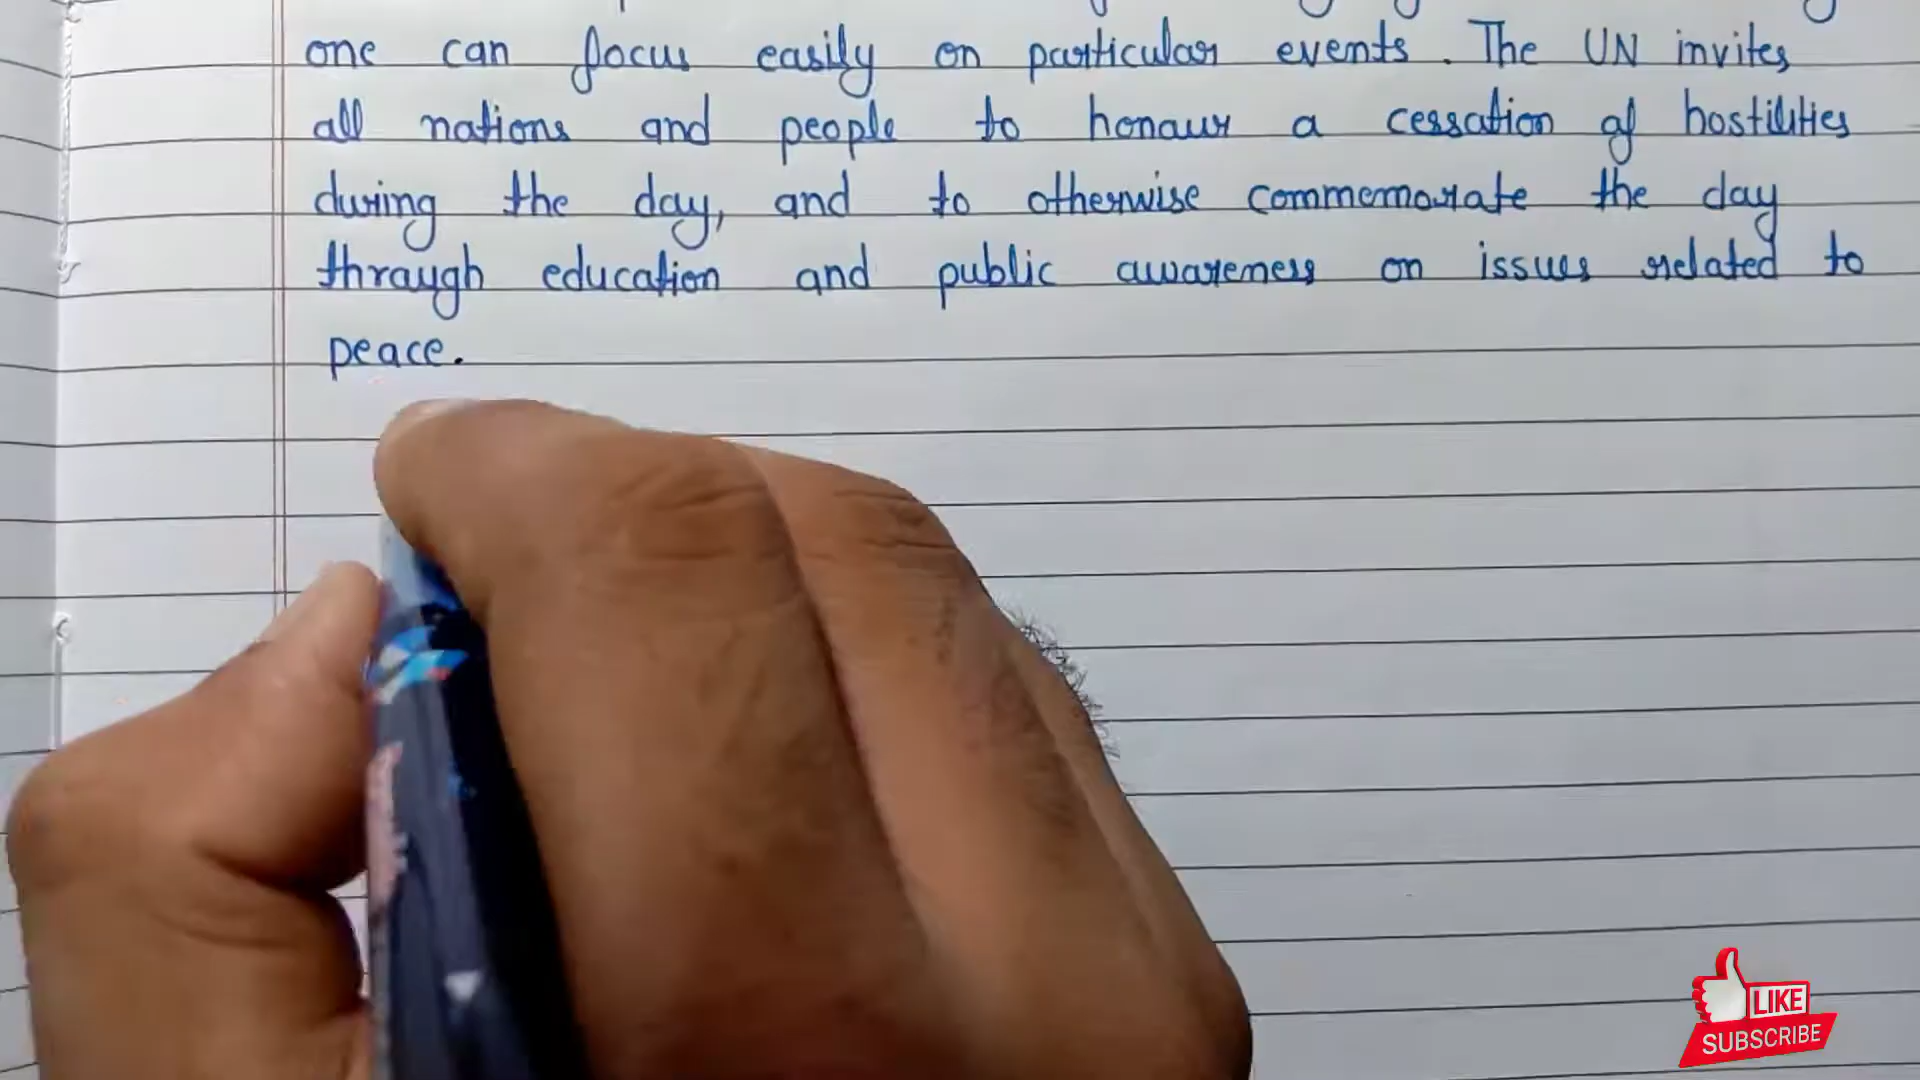 one can focus easily on particular events. The UN invites
all nations and people to honour a cessation of hostilities
during the day, and to otherwise commemorate the day
through education and public awareness on issues related to
peace.
LIKE
SUBSCRIBE